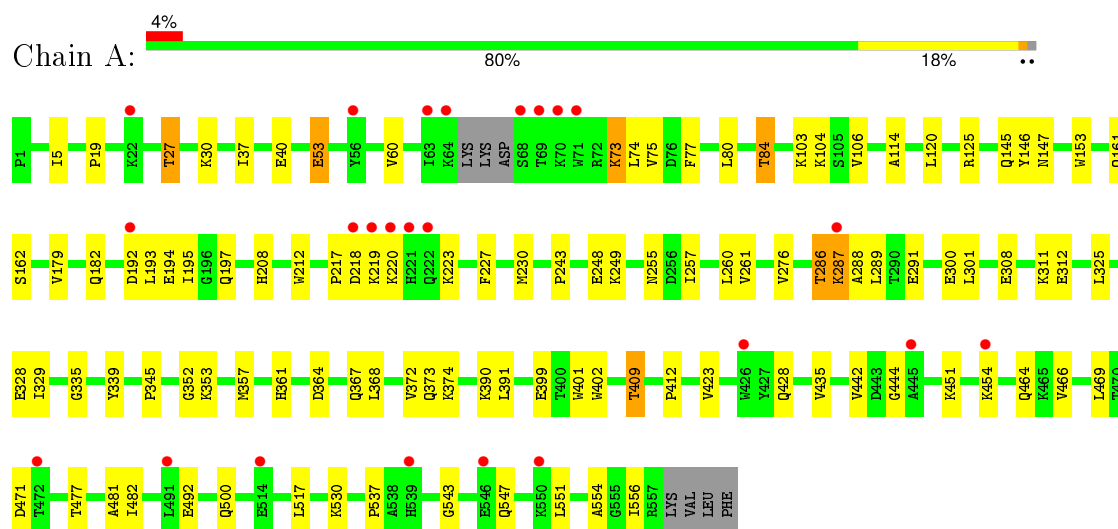 4%
Chain A:
80%
18%
P1 I5 P19 K22 T27 K30 I37 E40 E53 Y56 V60 I63 K64 LYS LYS ASP S68 T69 K70 W71 R72 K73 L74 V75 D76 F77 L80 T84 K103 K104 S105 V106 A114 L120 R125 Q145 Y146 N147 W153 Q161
S162 V179 Q182 D192 L193 E194 I195 G196 Q197 H208 W212 P217 D218 K219 K220 H221 Q222 K223 F227 M230 P243 E248 K249 N255 D256 I257 L260 V261 V276 T286 K287 A288 L289 T290 E291 E300 L301 E308 K311 E312 L325
E328 I329 G335 Y339 P345 G352 K353 M357 H361 D364 Q367 L368 V372 Q373 K374 K390 L391 E399 T400 W401 W402 T409 P412 V423 W426 Y427 Q428 V435 V442 D443 G444 A445 K451 K454 Q464 K465 V466 L469 T470
D471 T472 T477 A481 I482 L491 E492 Q500 E514 L517 K530 P537 A538 H539 G543 E546 Q547 K550 L551 A554 G555 I556 R557 LYS VAL LEU PHE